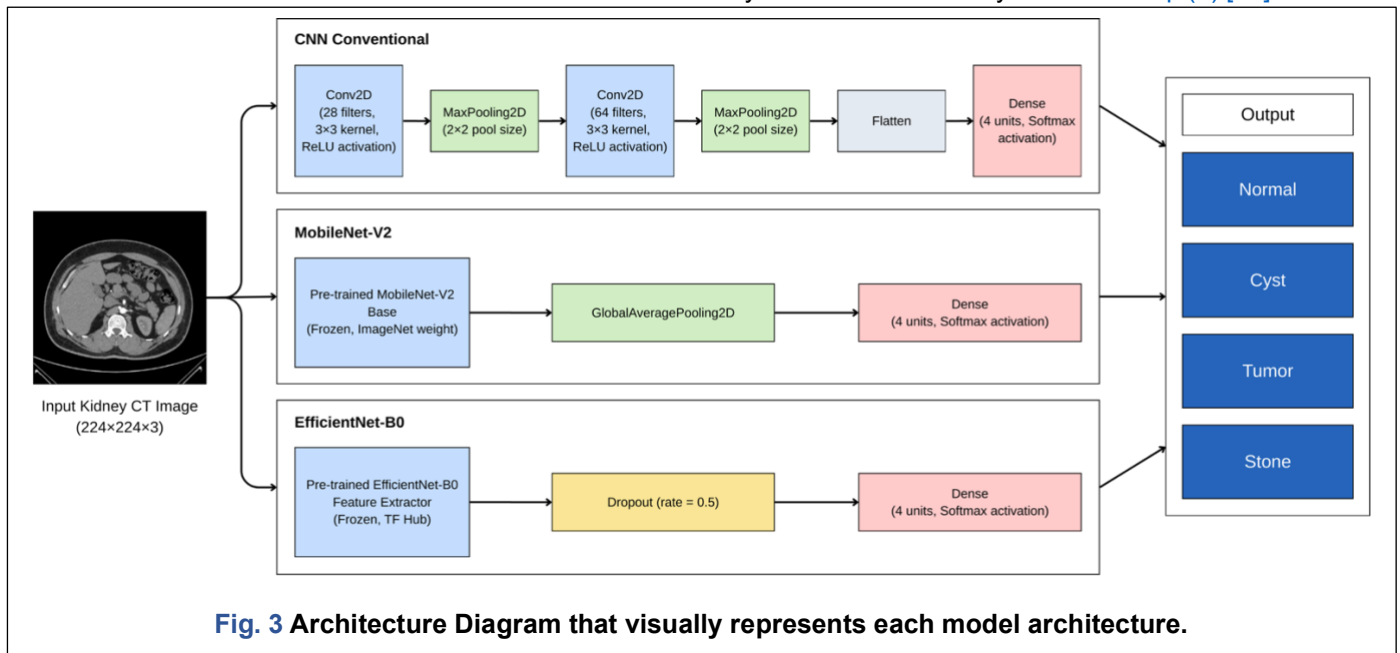 CNN Conventional
Conv2D
(28 filters,
3×3 kernel,
ReLU activation)
MaxPooling2D
(2×2 pool size)
Conv2D
(64 filters,
3×3 kernel,
ReLU activation)
MaxPooling2D
(2×2 pool size)
Flatten
Dense
(4 units, Softmax
activation)
MobileNet-V2
Pre-trained MobileNet-V2
Base
(Frozen, ImageNet weight)
GlobalAveragePooling2D
Dense
(4 units, Softmax activation)
Input Kidney CT Image
(224×224×3)
EfficientNet-B0
Pre-trained EfficientNet-B0
Feature Extractor
(Frozen, TF Hub)
Dropout (rate = 0.5)
Dense
(4 units, Softmax activation)
Output
Normal
Cyst
Tumor
Stone
Fig. 3 Architecture Diagram that visually represents each model architecture.